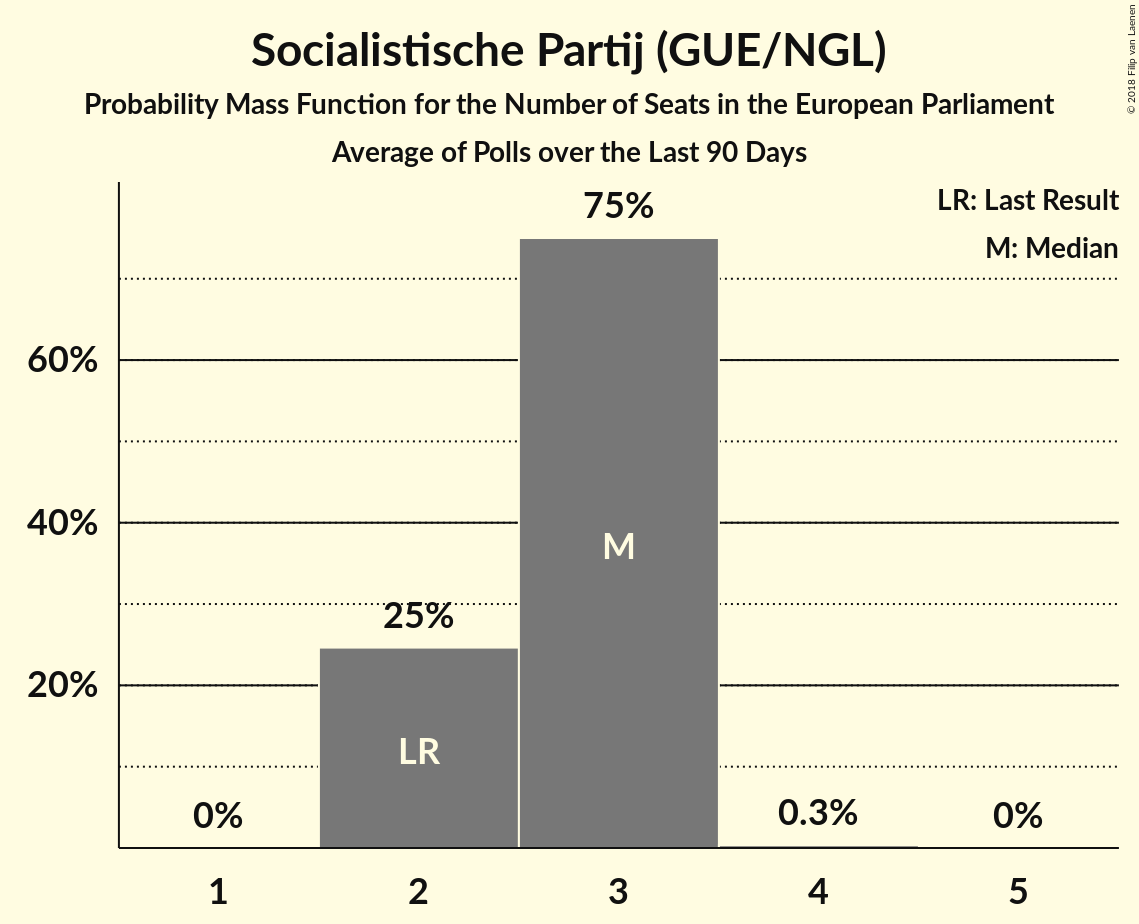 Socialistische Partij (GUE/NGL)
Probability Mass Function for the Number of Seats in the European Parliament
Average of Polls over the Last 90 Days
© 2018 Filip van Laenen
LR: Last Result
M: Median
75%
60%
40%
M
25%
20%
LR
0%
0.3%
0%
1 2 3 4 5